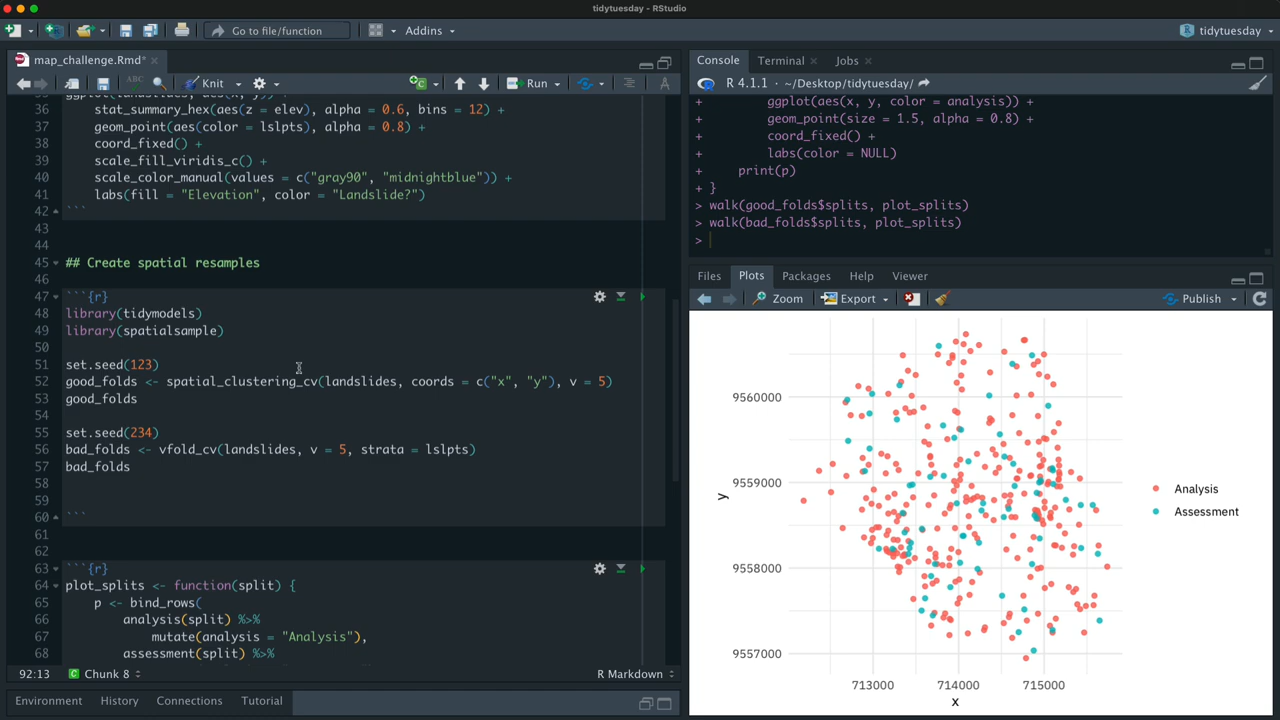 tidytuesday - RStudio
Go to file/function
Addins
tidytuesday
map_challenge.Rmd*
ABC
Knit
Run
36 stat_summary_hex(aes(z = elev), alpha = 0.6, bins = 12) +
37 geom_point(aes(color = lslpts), alpha = 0.8) +
38 coord_fixed() +
39 scale_fill_viridis_c() +
40 scale_color_manual(values = c("gray90", "midnightblue")) +
41 labs(fill = "Elevation", color = "Landslide?")
42 ```
43
44
45 ## Create spatial resamples
46
47 ```{r}
48 library(tidymodels)
49 library(spatialsample)
50
51 set.seed(123)
52 good_folds <- spatial_clustering_cv(landslides, coords = c("x", "y"), v = 5)
53 good_folds
54
55 set.seed(234)
56 bad_folds <- vfold_cv(landslides, v = 5, strata = lslpts)
57 bad_folds
58
59
60 ```
61
62
63 ```{r}
64 plot_splits <- function(split) {
65 p <- bind_rows(
66 analysis(split) %>%
67 mutate(analysis = "Analysis"),
68 assessment(split) %>%
92:13
Chunk 8
R Markdown
Environment
History
Connections
Tutorial
Console
Terminal
Jobs
R 4.1.1 · ~/Desktop/tidytuesday/
+ ggplot(aes(x, y, color = analysis)) +
+ geom_point(size = 1.5, alpha = 0.8) +
+ coord_fixed() +
+ labs(color = NULL)
+ print(p)
+ }
> walk(good_folds$splits, plot_splits)
> walk(bad_folds$splits, plot_splits)
>
Files
Plots
Packages
Help
Viewer
Zoom
Export
Publish
9560000
9559000
9558000
9557000
y
713000
714000
715000
x
Analysis
Assessment